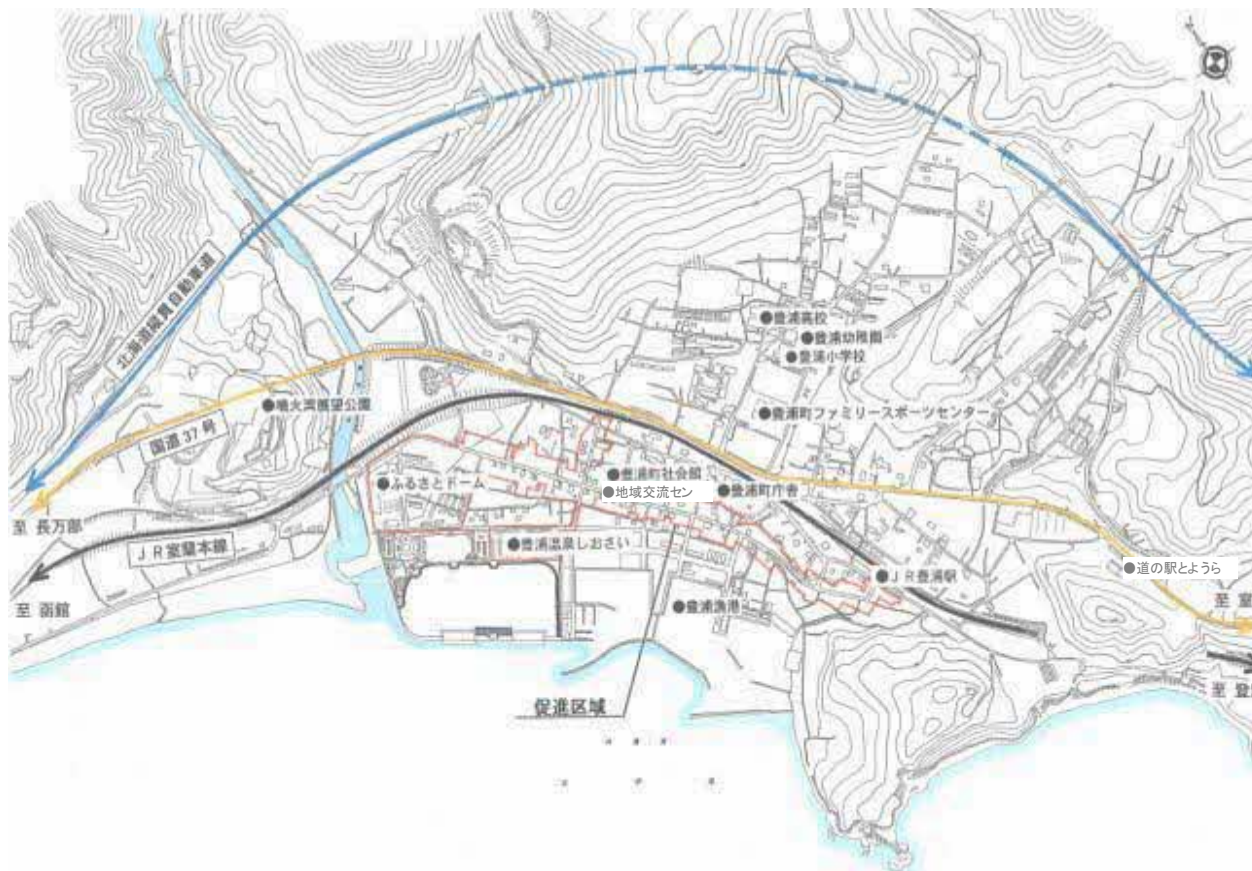 北海道縦貫自動車道
●豊浦高校
●豊浦幼稚園
●豊浦小学校
●噴火湾展望公園
●豊浦町ファミリースポーツセンター
国道37号
●豊浦町社会館
●ふるさとドーム
●地域交流セン
●豊浦町庁舎
至 長万部
JR室蘭本線
●豊浦温泉しおさい
●JR豊浦駅
●道の駅とようら
至 函館
●豊浦漁港
至 室
至 登
促進区域